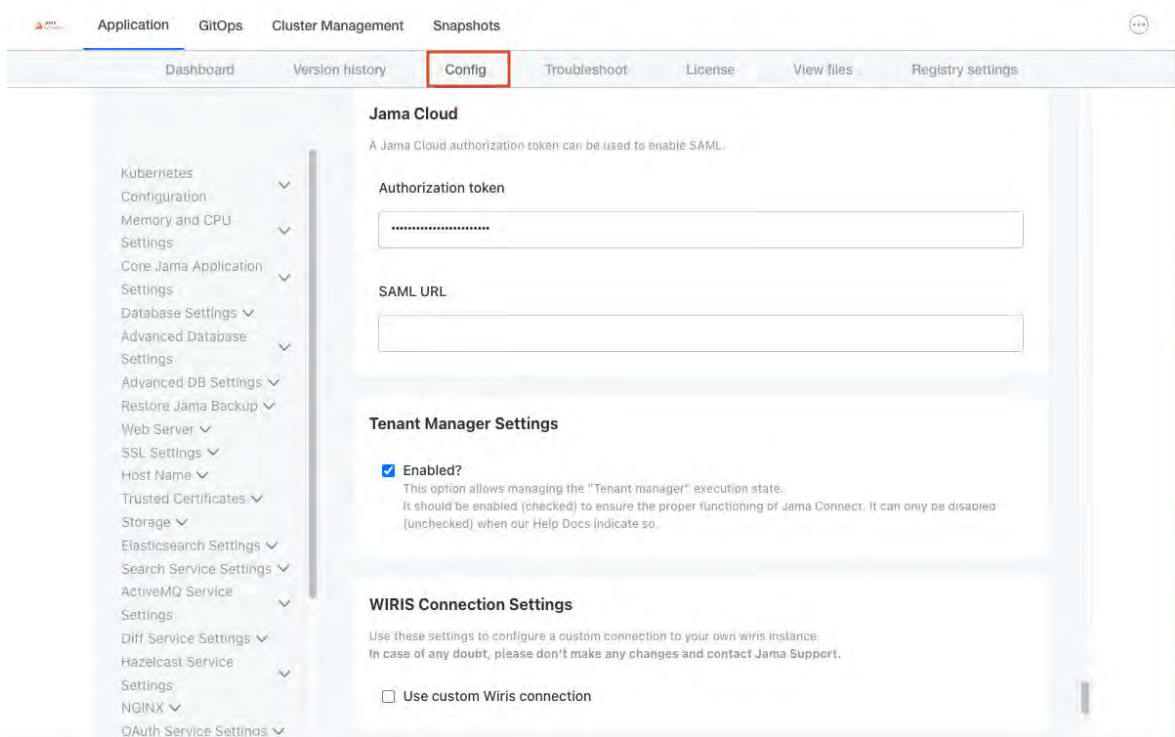 Application GitOps Cluster Management Snapshots
Dashboard Version history Config Troubleshoot License View files Registry settings
Kubernetes
Configuration
Memory and CPU
Settings
Core Jama Application
Settings
Database Settings
Advanced Database
Settings
Advanced DB Settings
Restore Jama Backup
Web Server
SSL Settings
Host Name
Trusted Certificates
Storage
Elasticsearch Settings
Search Service Settings
ActiveMQ Service
Settings
Diff Service Settings
Hazelcast Service
Settings
NGINX
OAuth Service Settings
Jama Cloud
A Jama Cloud authorization token can be used to enable SAML.
Authorization token
SAML URL
Tenant Manager Settings
Enabled?
This option allows managing the "Tenant manager" execution state.
It should be enabled (checked) to ensure the proper functioning of Jama Connect. It can only be disabled
(unchecked) when our Help Docs indicate so.
WIRIS Connection Settings
Use these settings to configure a custom connection to your own wiris instance.
In case of any doubt, please don't make any changes and contact Jama Support.
Use custom Wiris connection